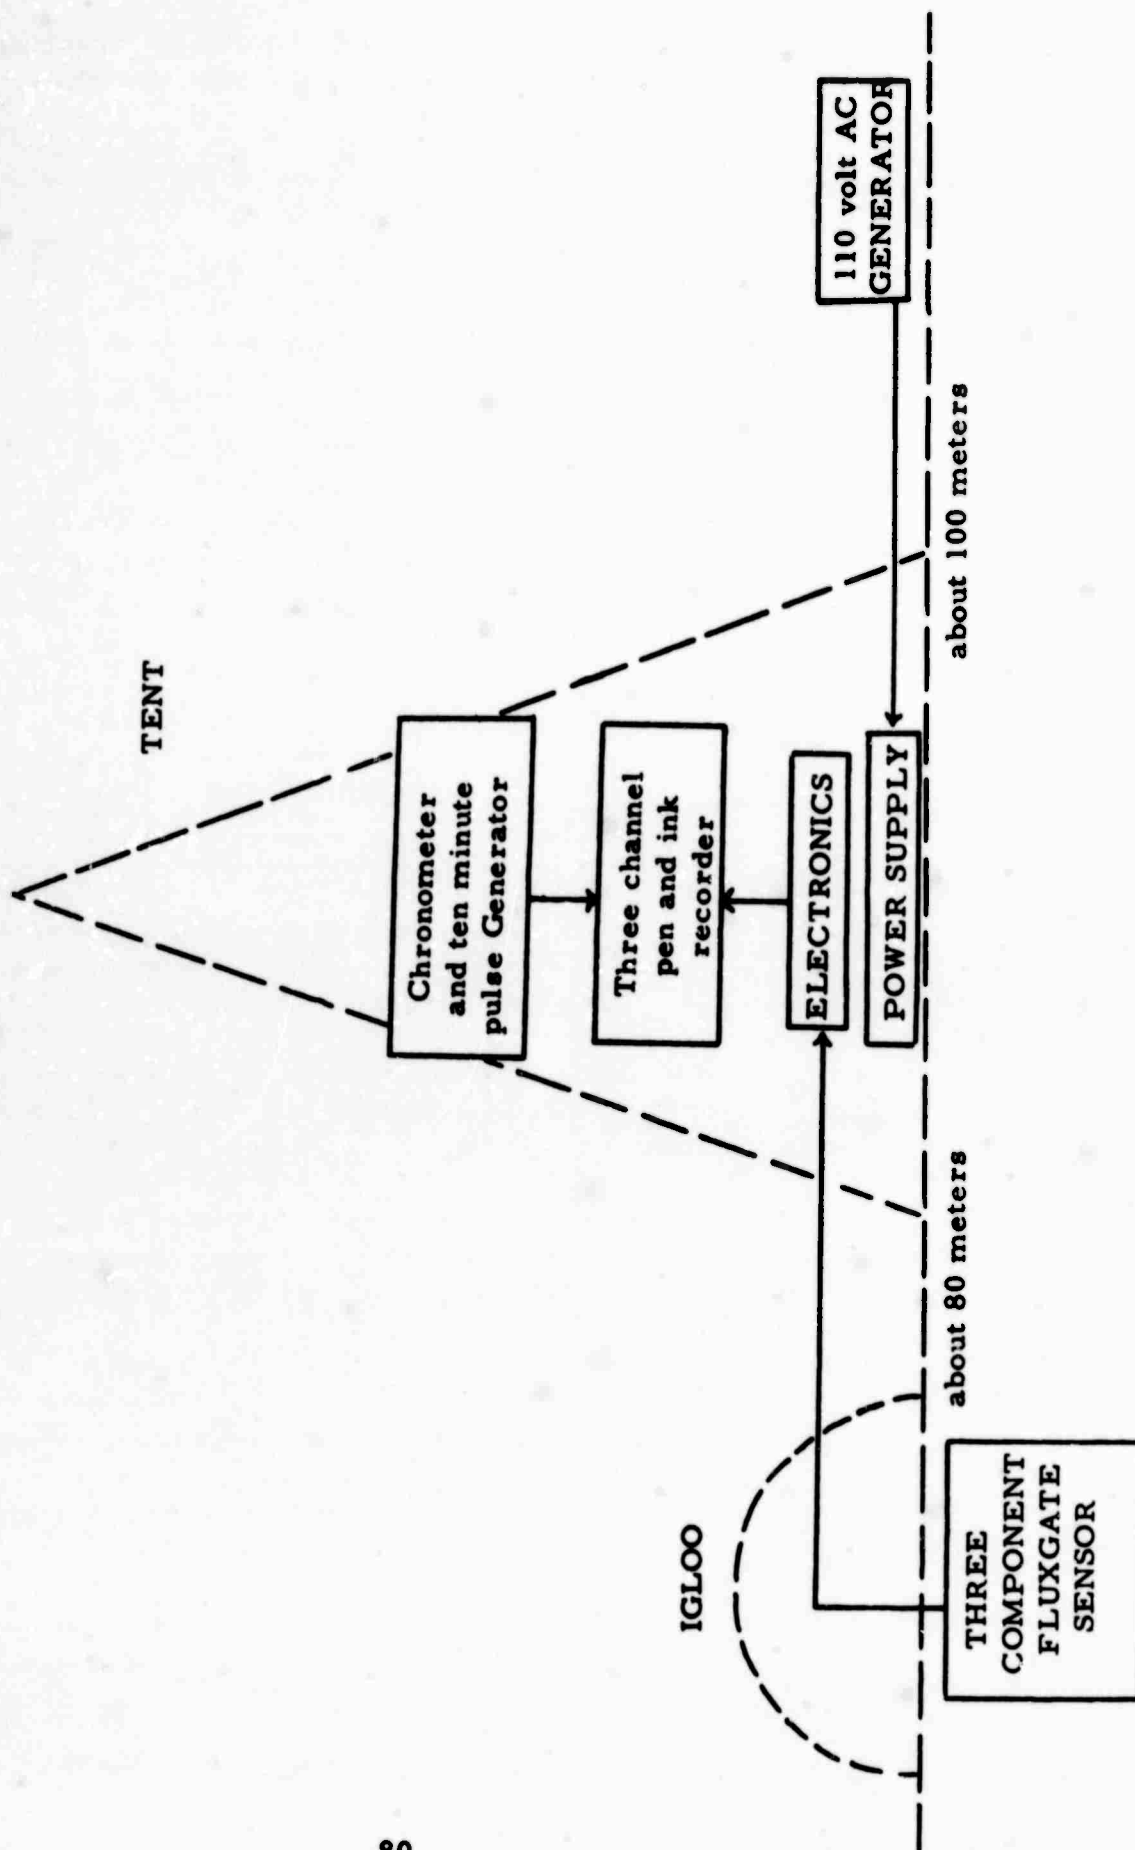 TENT
Chronometer
and ten minute
pulse Generator
Three channel
pen and ink
recorder
ELECTRONICS
POWER SUPPLY
110 volt AC
GENERATOR
IGLOO
THREE
COMPONENT
FLUXGATE
SENSOR
about 80 meters
about 100 meters